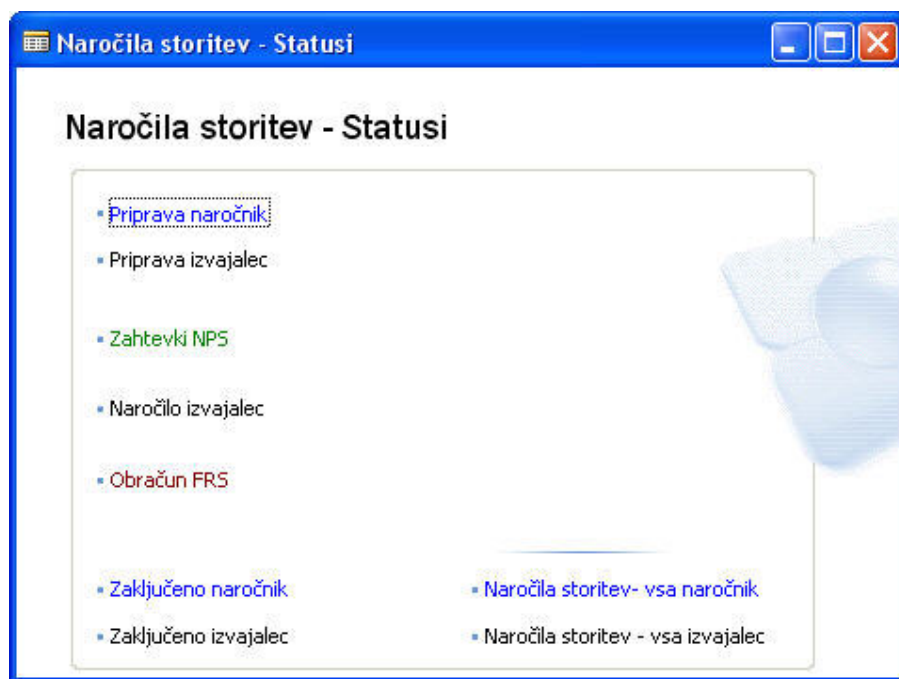 Naročila storitev - Statusi
Naročila storitev - Statusi
Priprava naročnik
Priprava izvajalec
Zahtevki NPS
Naročilo izvajalec
Obračun FRS
Zaključeno naročnik
Naročila storitev- vsa naročnik
Zaključeno izvajalec
Naročila storitev - vsa izvajalec